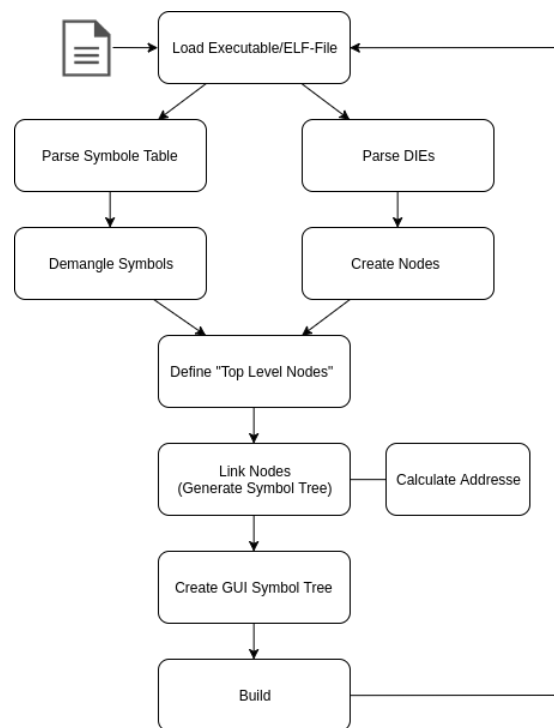 Load Executable/ELF-File
Parse Symbole Table
Parse DIEs
Demangle Symbols
Create Nodes
Define "Top Level Nodes"
Link Nodes
(Generate Symbol Tree)
Calculate Addresse
Create GUI Symbol Tree
Build